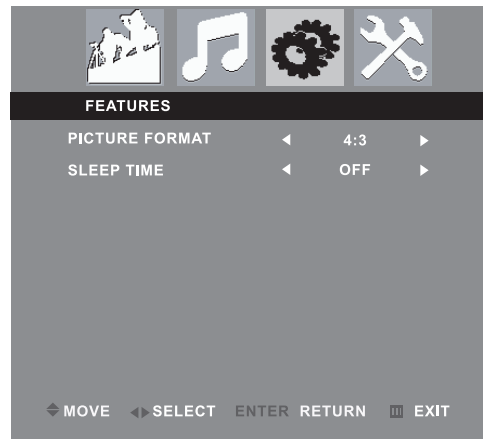 FEATURES
PICTURE FORMAT 4:3
SLEEP TIME OFF
MOVE SELECT ENTER RETURN EXIT